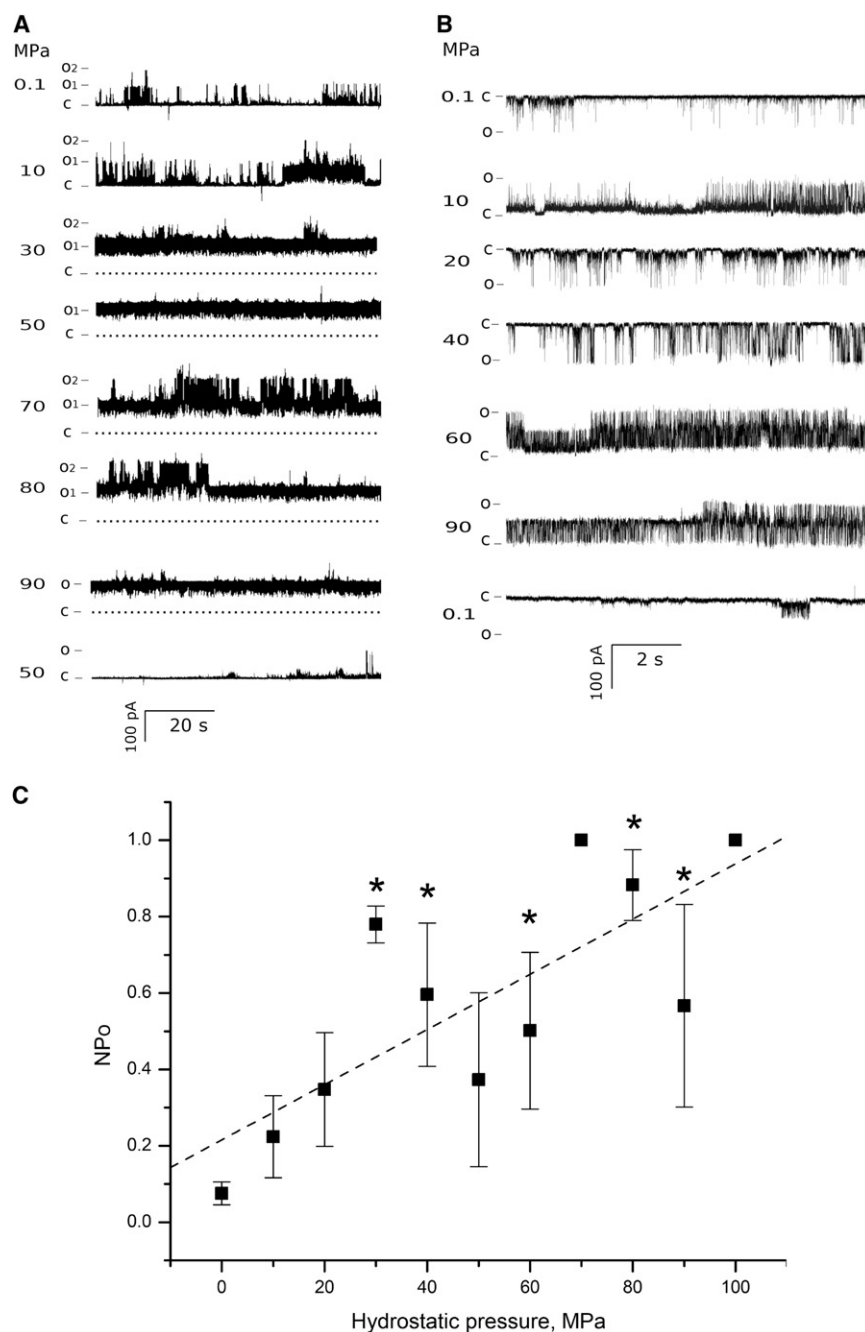 A
MPa
0.1
O2
O1
C
10
O2
O1
C
30
O2
O1
C
50
O1
C
70
O2
O1
C
80
O2
O1
C
90
O
C
50
O
C
100 pA
20 s
B
MPa
0.1
C
O
10
O
C
20
C
O
40
C
O
60
O
C
90
O
C
0.1
C
O
100 pA
2 s
C
NPo
1.0
0.8
0.6
0.4
0.2
0.0
* * * * *
0 20 40 60 80 100
Hydrostatic pressure, MPa